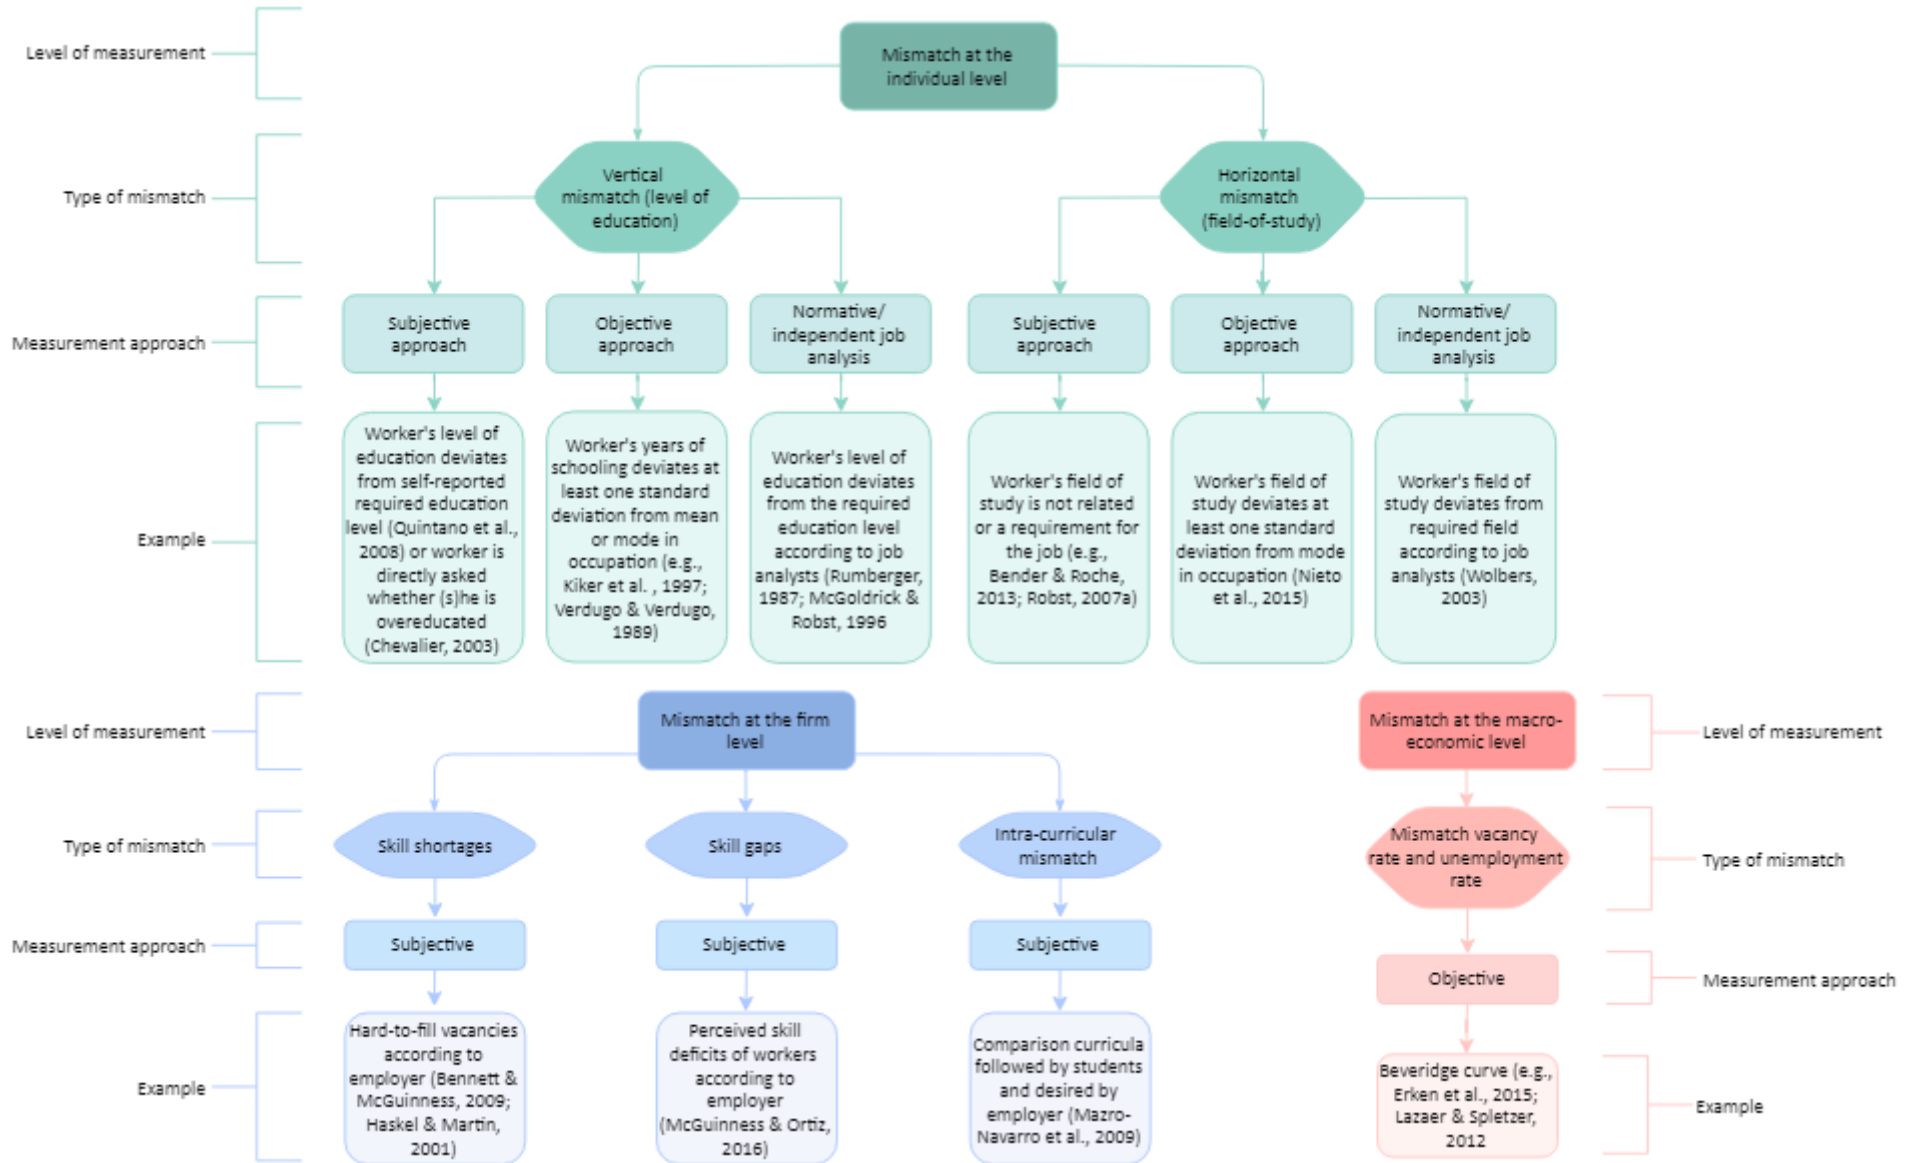 Level of measurement
Mismatch at the
individual level
Type of mismatch
Vertical
mismatch (level of
education)
Horizontal
mismatch
(field-of-study)
Measurement approach
Subjective
approach
Objective
approach
Normative/
independent job
analysis
Subjective
approach
Objective
approach
Normative/
independent job
analysis
Example
Worker's level of
education deviates
from self-reported
required education
level (Quintano et al.,
2008) or worker is
directly asked
whether (s)he is
overeducated
(Chevalier, 2003)
Worker's years of
schooling deviates at
least one standard
deviation from mean
or mode in
occupation (e.g.,
Kiker et al. , 1997;
Verdugo & Verdugo,
1989)
Worker's level of
education deviates
from the required
education level
according to job
analysts (Rumberger,
1987; McGoldrick &
Robst, 1996
Worker's field of
study is not related
or a requirement for
the job (e.g.,
Bender & Roche,
2013; Robst, 2007a)
Worker's field of
study deviates at
least one standard
deviation from mode
in occupation (Nieto
et al., 2015)
Worker's field of
study deviates from
required field
according to job
analysts (Wolbers,
2003)
Level of measurement
Mismatch at the firm
level
Type of mismatch
Skill shortages
Skill gaps
Intra-curricular
mismatch
Measurement approach
Subjective
Subjective
Subjective
Example
Hard-to-fill vacancies
according to
employer (Bennett &
McGuinness, 2009;
Haskel & Martin,
2001)
Perceived skill
deficits of workers
according to
employer
(McGuinness & Ortiz,
2016)
Comparison curricula
followed by students
and desired by
employer (Mazro-
Navarro et al., 2009)
Mismatch at the macro-
economic level
Level of measurement
Mismatch vacancy
rate and unemployment
rate
Type of mismatch
Objective
Measurement approach
Beveridge curve (e.g.,
Erken et al., 2015;
Lazaer & Spletzer,
2012
Example